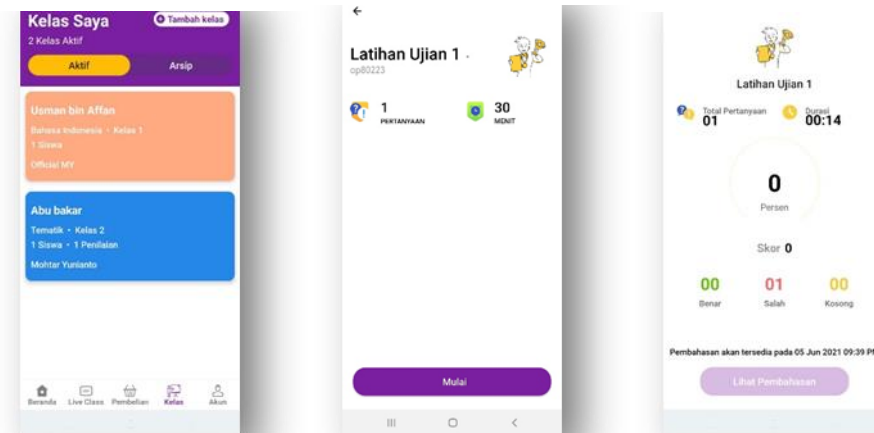 Kelas Saya
Tambah kelas
2 Kelas Aktif
Aktif
Arsip
Usman bin Affan
Bahasa Indonesia • Kelas 1
1 Siswa
Official MY
Abu bakar
Tematik • Kelas 2
1 Siswa • 1 Penilaian
Mohtar Yunianto
Beranda
Live Class
Pembelian
Kelas
Akun
Latihan Ujian 1
op80223
1
PERTANYAAN
30
MENIT
Mulai
Latihan Ujian 1
Total Pertanyaan
01
Durasi
00:14
0
Persen
Skor 0
00
Benar
01
Salah
00
Kosong
Pembahasan akan tersedia pada 05 Jun 2021 09:39 PM
Lihat Pembahasan